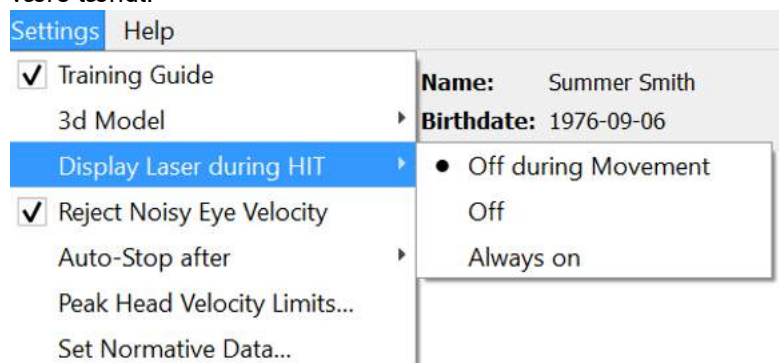 Settings Help
Training Guide
Name: Summer Smith
3d Model
Birthdate: 1976-09-06
Display Laser during HIT
Off during Movement
Reject Noisy Eye Velocity
Off
Auto-Stop after
Always on
Peak Head Velocity Limits...
Set Normative Data...